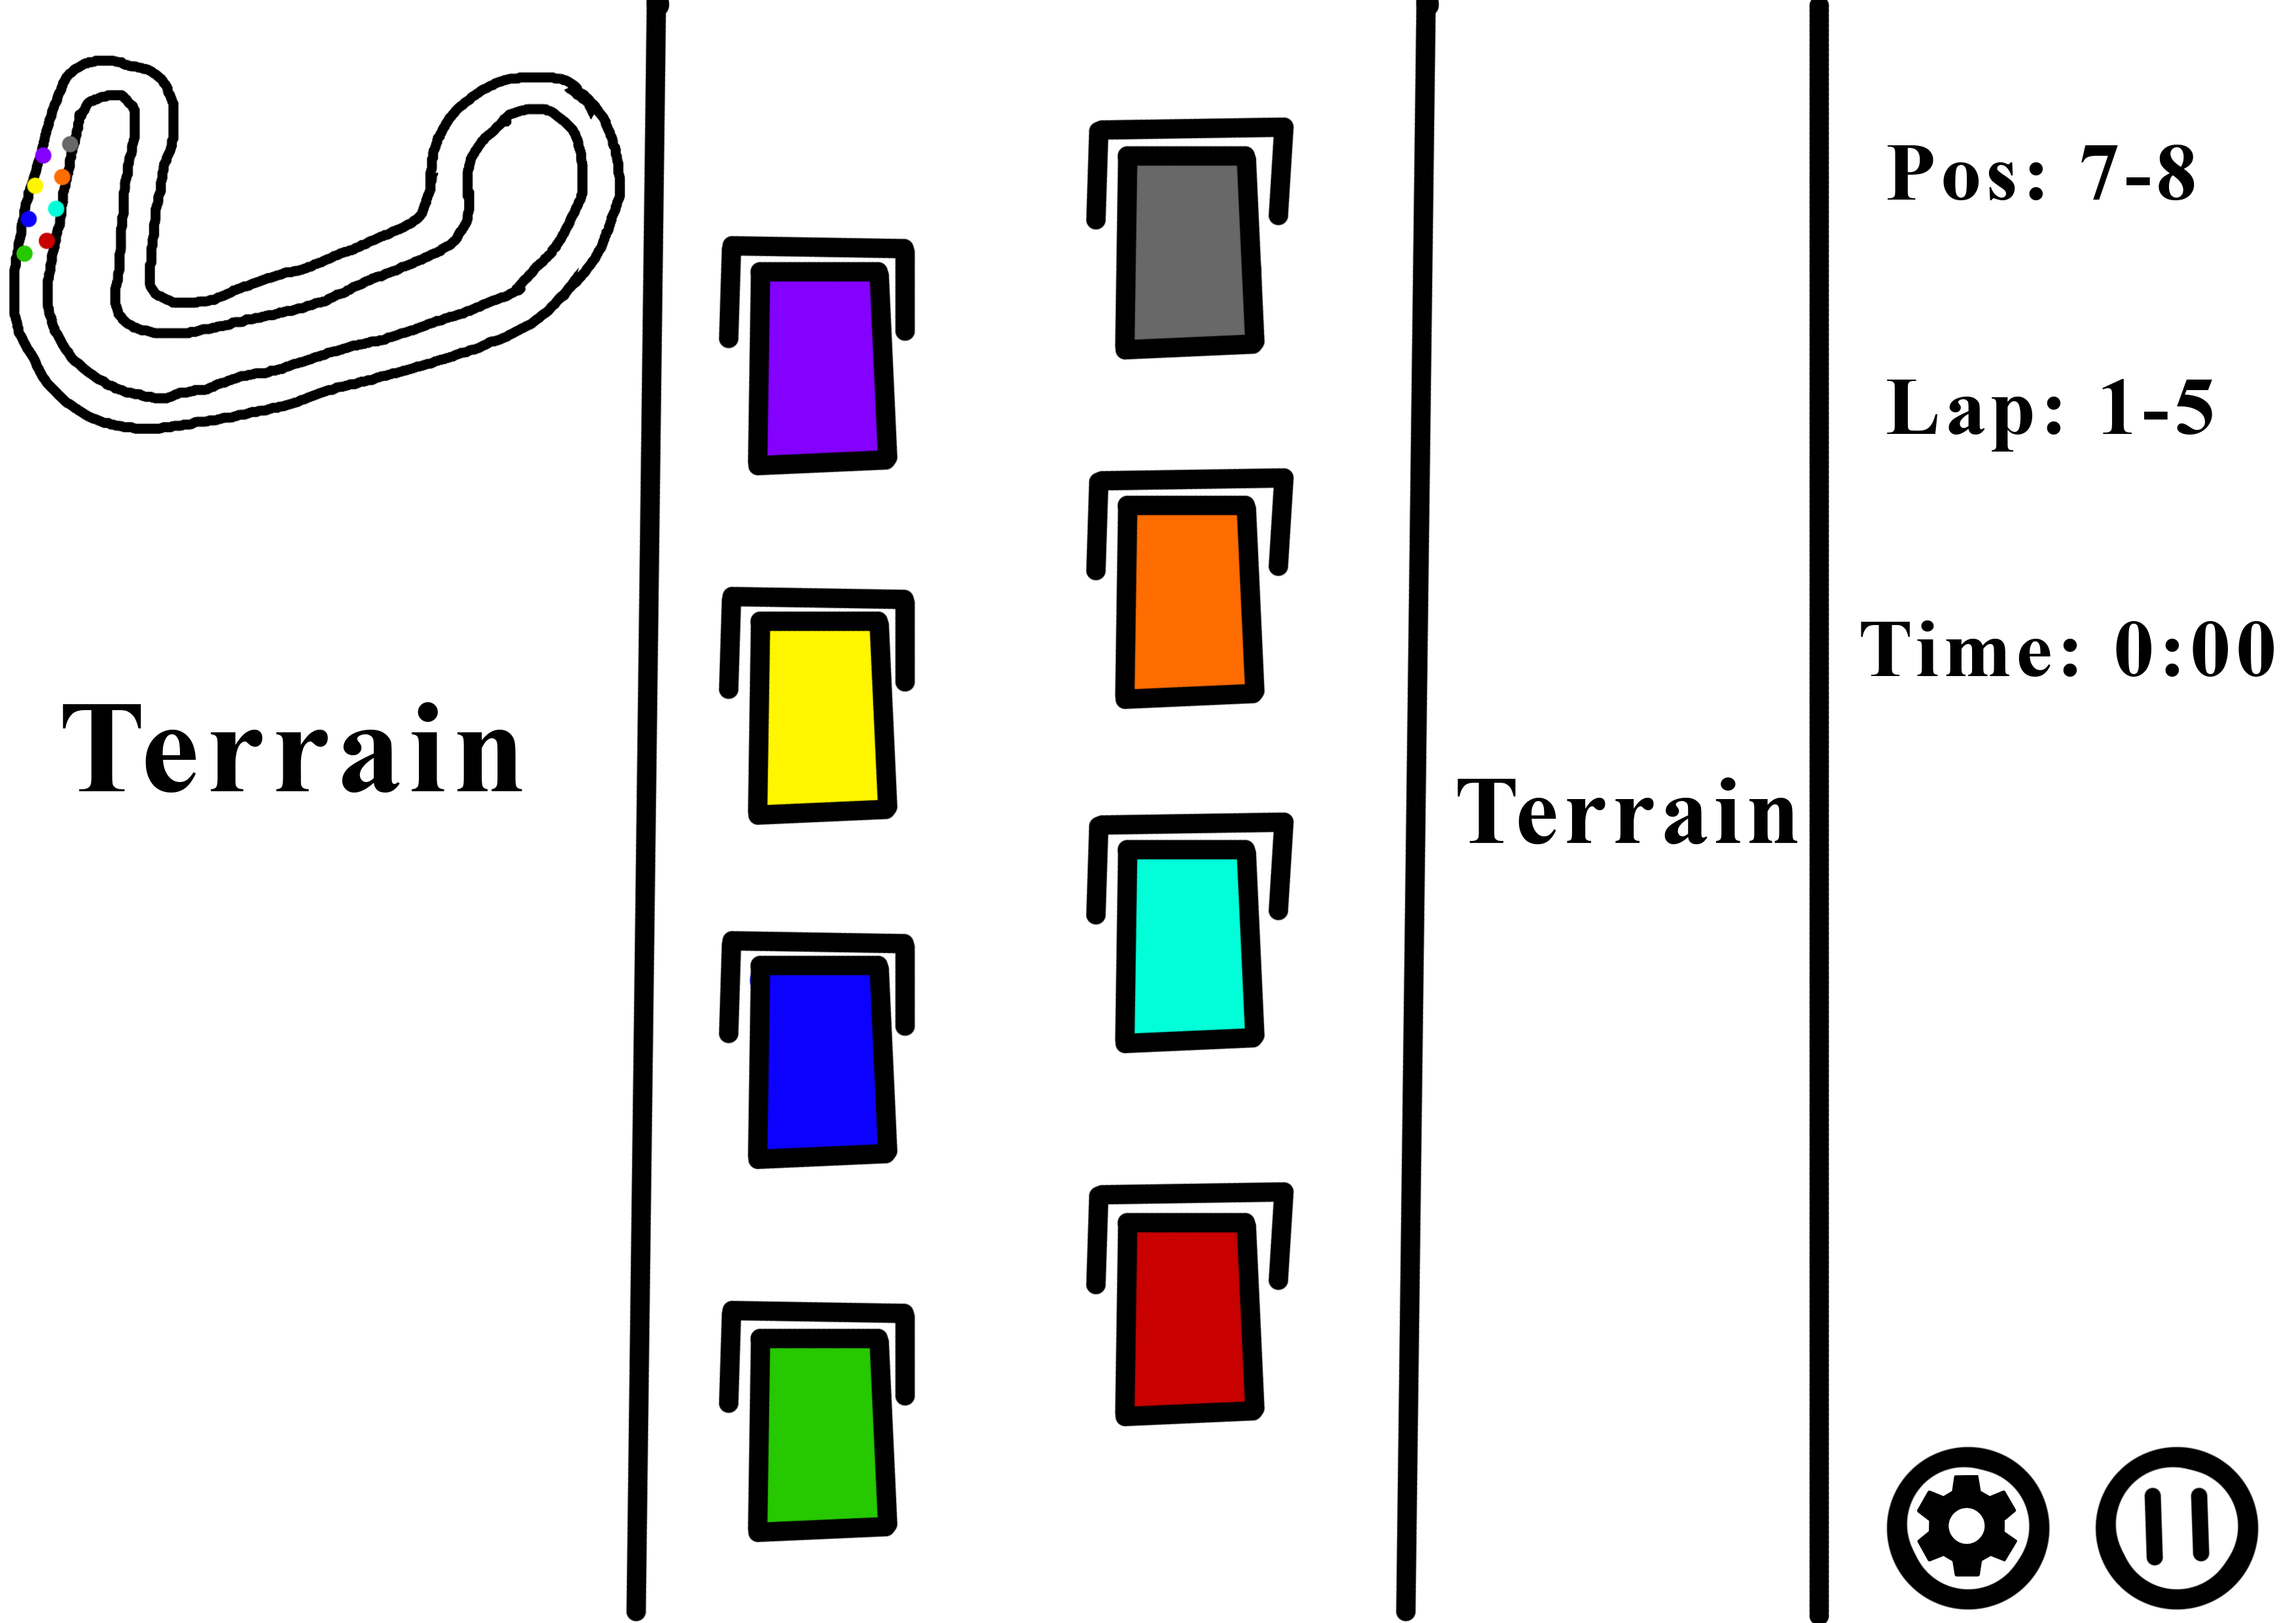 Pos: 7-8
Lap: 1-5
Time: 0:00
Terrain
Terrain